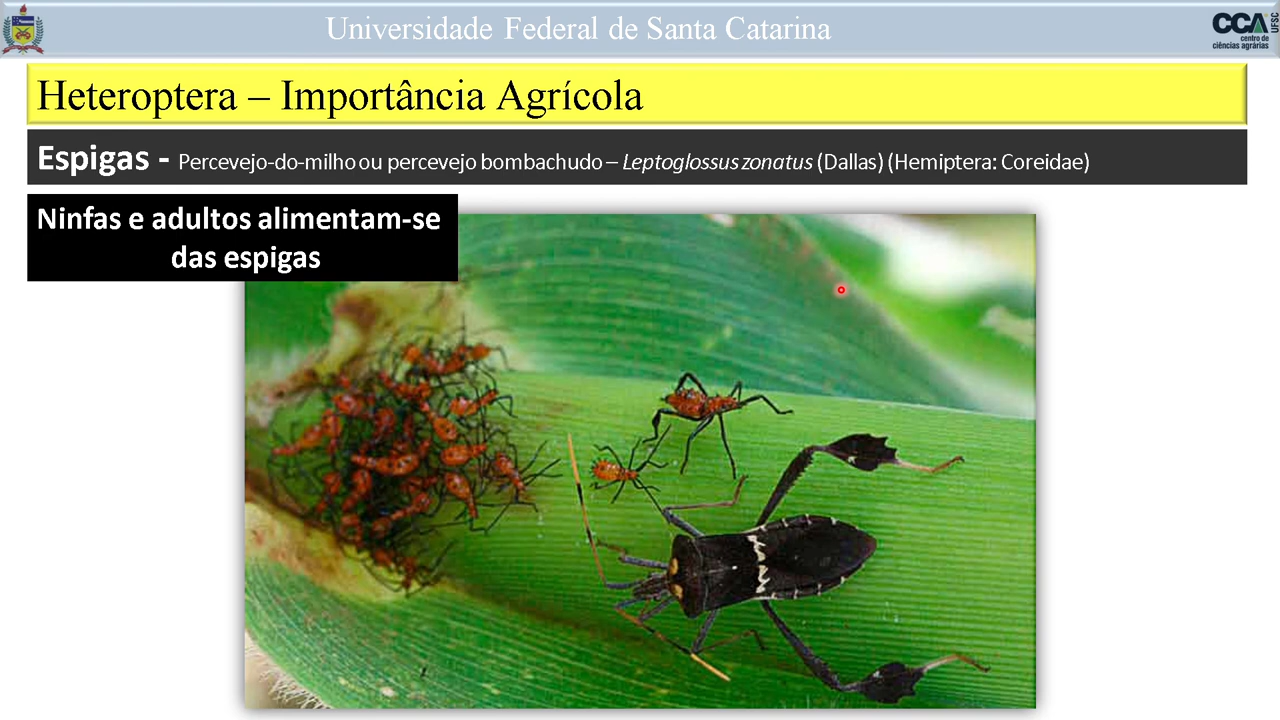 Universidade Federal de Santa Catarina
CCA UFSC
centro de
ciências agrárias
Heteroptera – Importância Agrícola
Espigas - Percevejo-do-milho ou percevejo bombachudo – Leptoglossus zonatus (Dallas) (Hemiptera: Coreidae)
Ninfas e adultos alimentam-se
das espigas